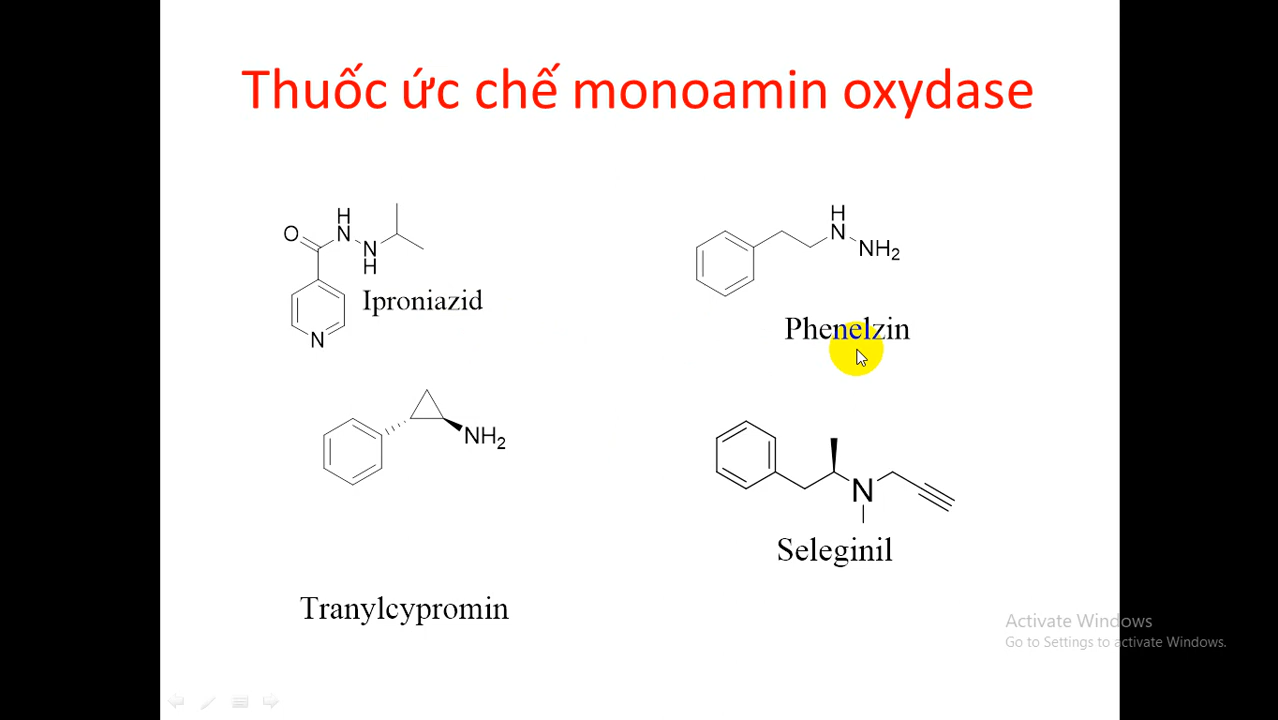 Thuốc ức chế monoamin oxydase
O
H
N
N
H
N
Iproniazid
H
N
NH2
Phenelzin
NH2
Tranylcypromin
N
Seleginil
Activate Windows
Go to Settings to activate Windows.